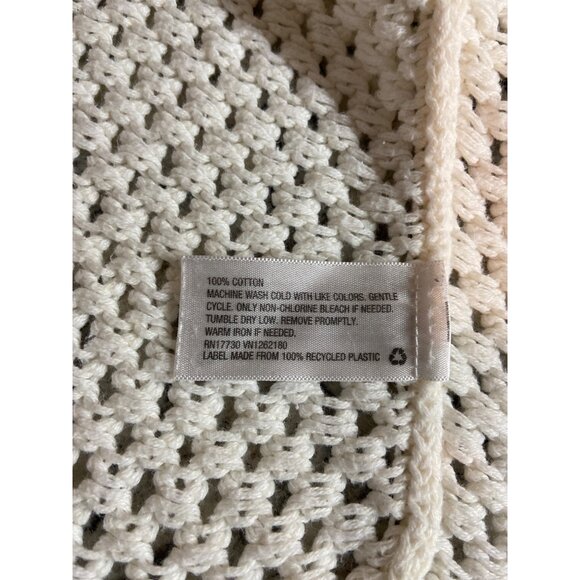 100% COTTON
MACHINE WASH COLD WITH LIKE COLORS, GENTLE
CYCLE. ONLY NON-CHLORINE BLEACH IF NEEDED.
TUMBLE DRY LOW. REMOVE PROMPTLY.
WARM IRON IF NEEDED.
RN17730 VN1262180
LABEL MADE FROM 100% RECYCLED PLASTIC